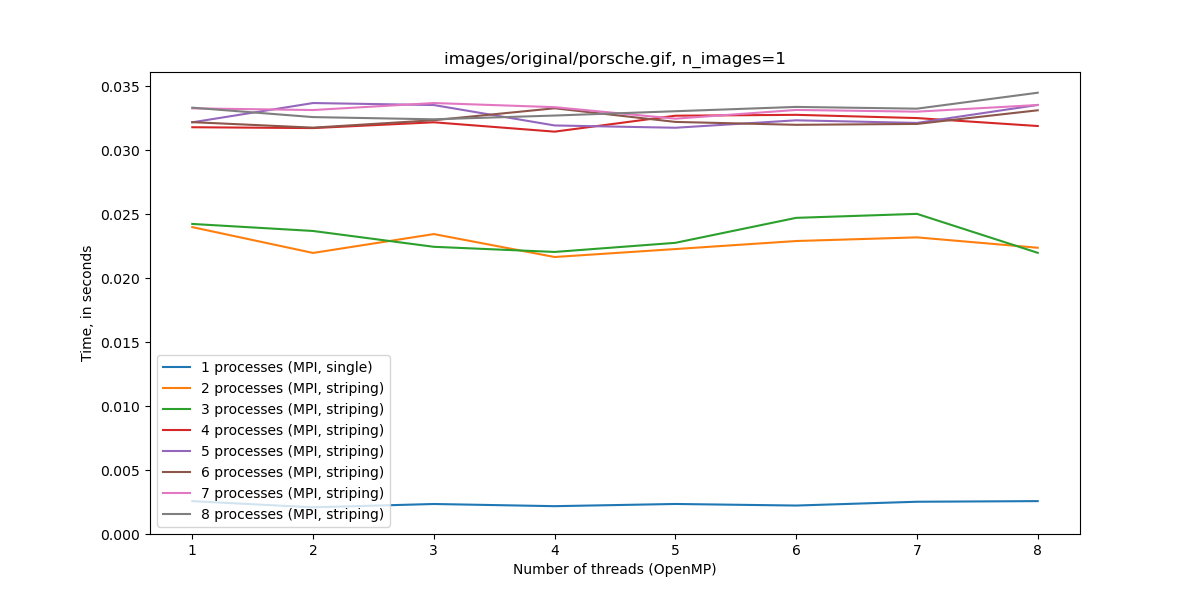 images/original/porsche.gif, n_images=1
Time, in seconds
0.035
0.030
0.025
0.020
0.015
0.010
0.005
0.000
1 processes (MPI, single)
2 processes (MPI, striping)
3 processes (MPI, striping)
4 processes (MPI, striping)
5 processes (MPI, striping)
6 processes (MPI, striping)
7 processes (MPI, striping)
8 processes (MPI, striping)
1 2 3 4 5 6 7 8
Number of threads (OpenMP)